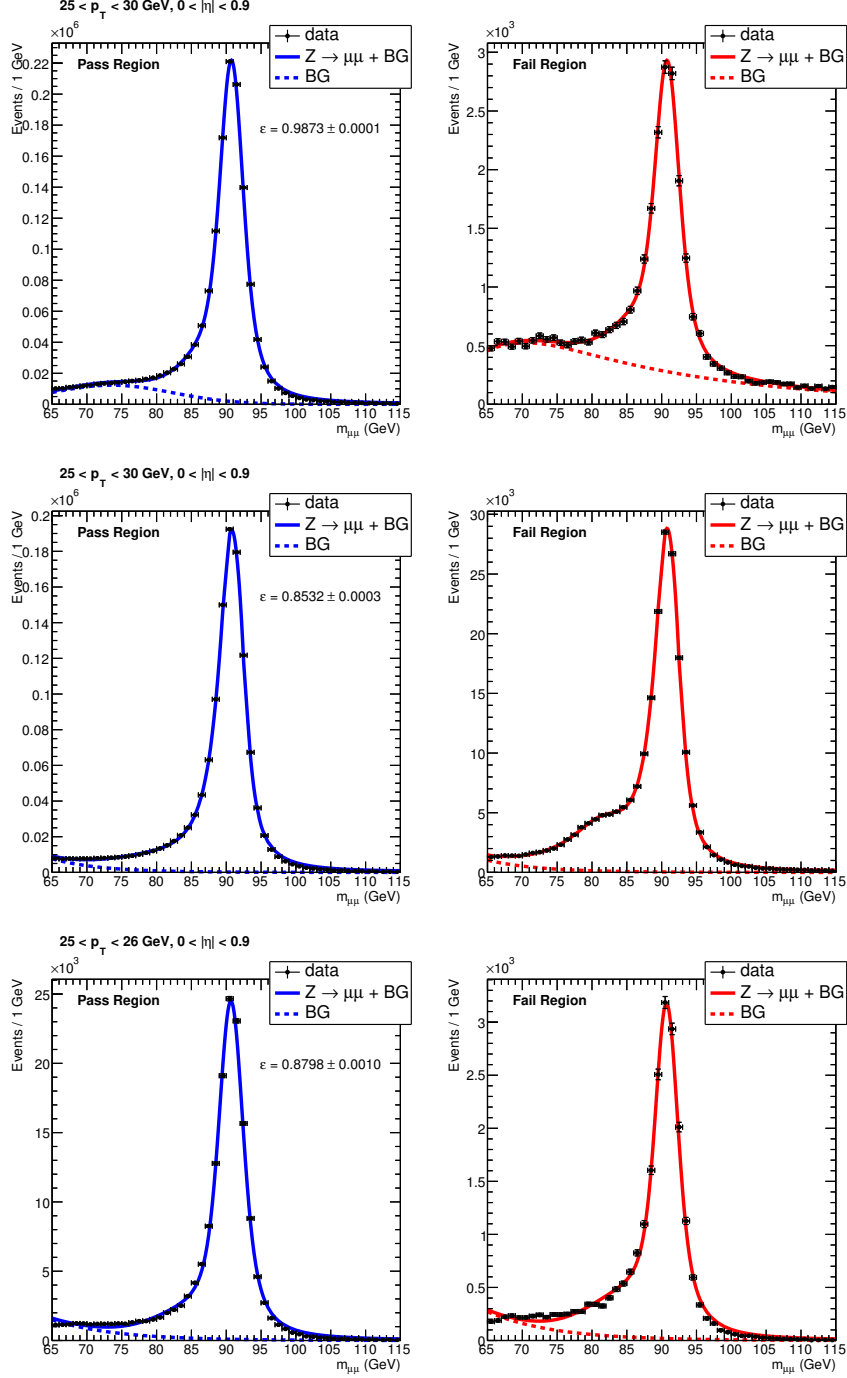 25 < p_T < 30 GeV, 0 < |η| < 0.9
×10⁶
Events / 1 GeV
0.22
0.2
0.18
0.16
0.14
0.12
0.1
0.08
0.06
0.04
0.02
0
Pass Region
data
Z → μμ + BG
BG
ε = 0.9873 ± 0.0001
65 70 75 80 85 90 95 100 105 110 115
m_μμ (GeV)
×10³
Events / 1 GeV
3
2.5
2
1.5
1
0.5
0
Fail Region
data
Z → μμ + BG
BG
65 70 75 80 85 90 95 100 105 110 115
m_μμ (GeV)
25 < p_T < 30 GeV, 0 < |η| < 0.9
×10⁶
Events / 1 GeV
0.2
0.18
0.16
0.14
0.12
0.1
0.08
0.06
0.04
0.02
0
Pass Region
data
Z → μμ + BG
BG
ε = 0.8532 ± 0.0003
65 70 75 80 85 90 95 100 105 110 115
m_μμ (GeV)
×10³
Events / 1 GeV
30
25
20
15
10
5
0
Fail Region
data
Z → μμ + BG
BG
65 70 75 80 85 90 95 100 105 110 115
m_μμ (GeV)
25 < p_T < 26 GeV, 0 < |η| < 0.9
×10³
Events / 1 GeV
25
20
15
10
5
0
Pass Region
data
Z → μμ + BG
BG
ε = 0.8798 ± 0.0010
65 70 75 80 85 90 95 100 105 110 115
m_μμ (GeV)
×10³
Events / 1 GeV
3
2.5
2
1.5
1
0.5
0
Fail Region
data
Z → μμ + BG
BG
65 70 75 80 85 90 95 100 105 110 115
m_μμ (GeV)